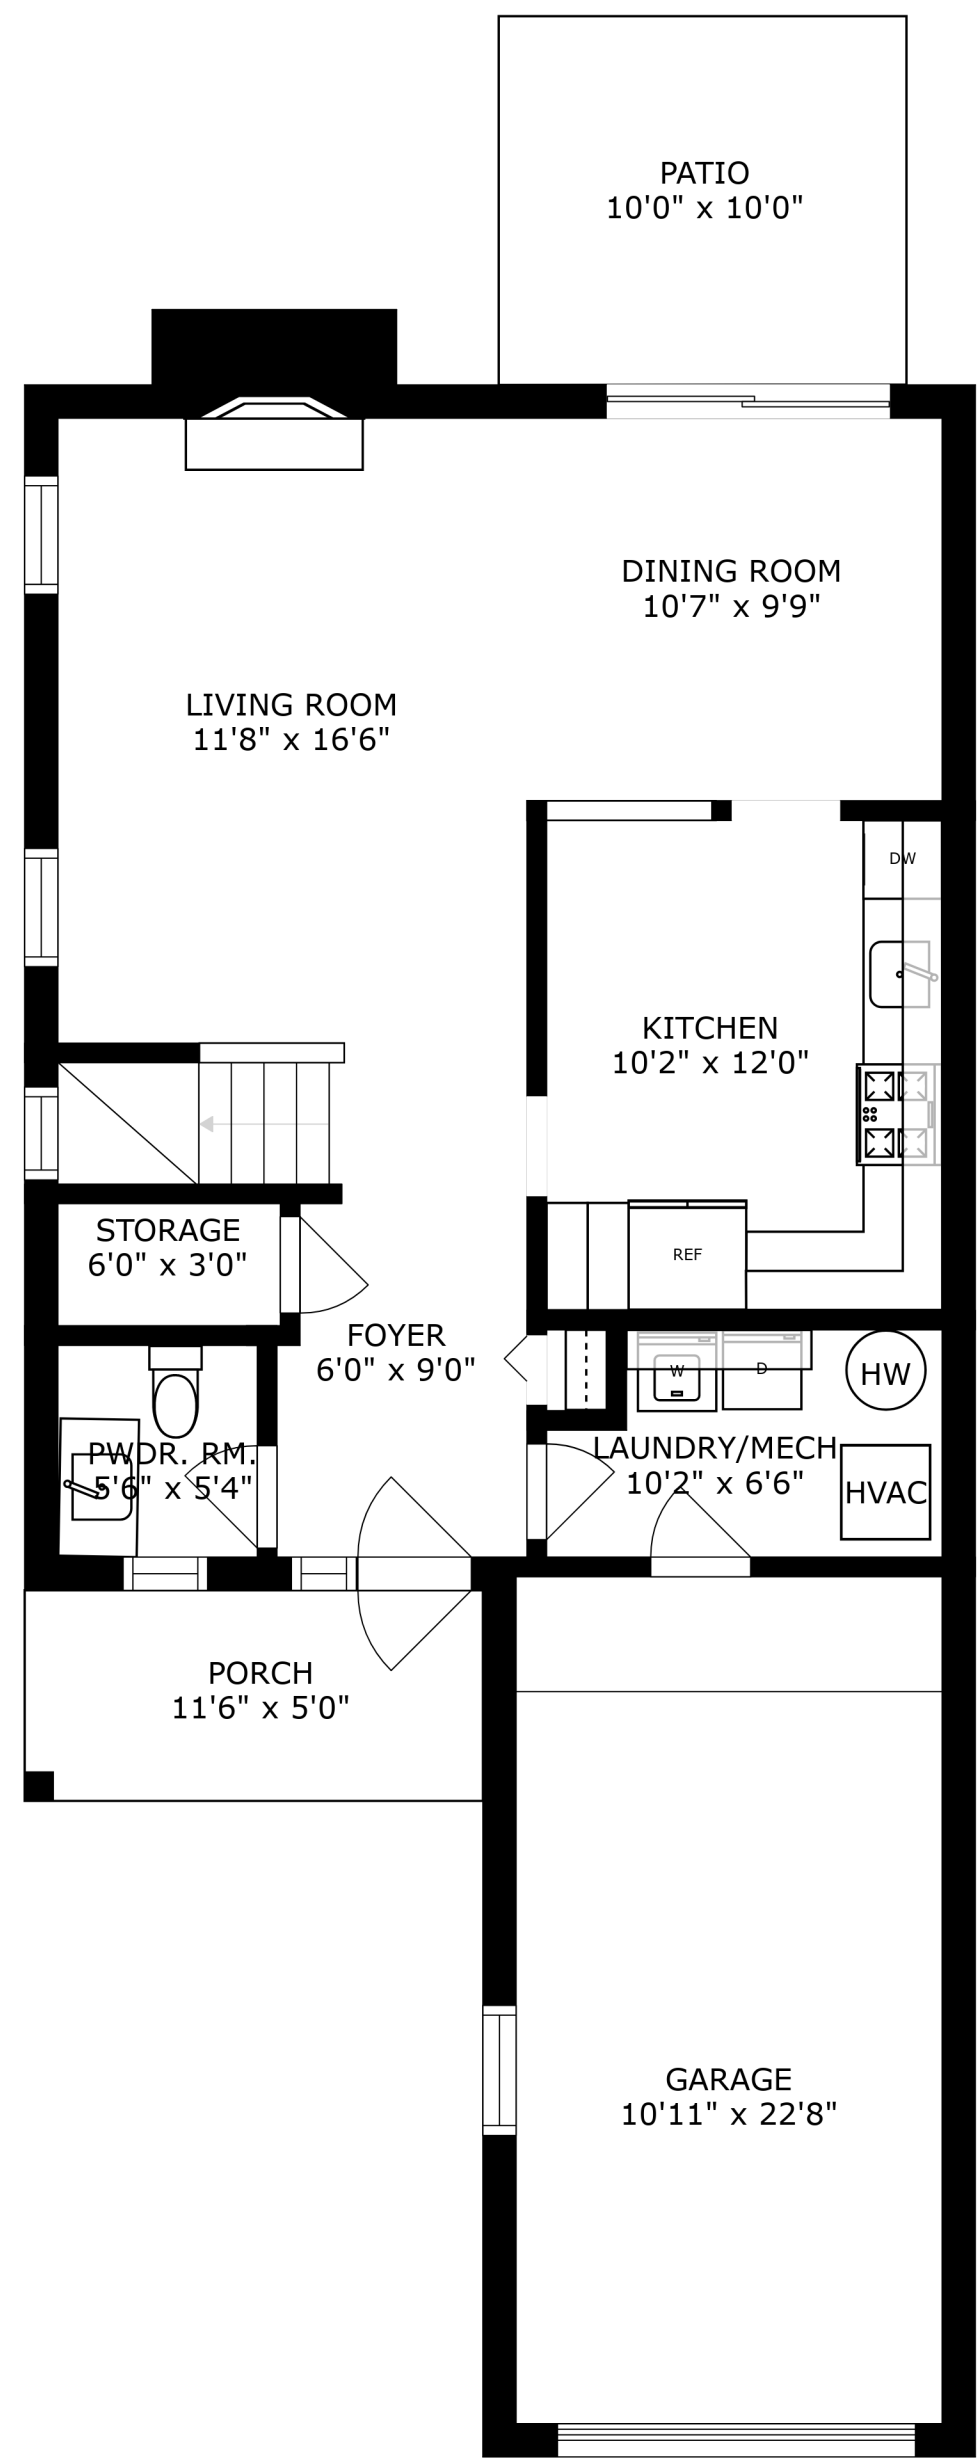 PATIO
10'0" x 10'0"
DINING ROOM
10'7" x 9'9"
LIVING ROOM
11'8" x 16'6"
DW
KITCHEN
10'2" x 12'0"
STORAGE
6'0" x 3'0"
REF
FOYER
6'0" x 9'0"
W
D
HW
PWDR. RM.
5'6" x 5'4"
LAUNDRY/MECH
10'2" x 6'6"
HVAC
PORCH
11'6" x 5'0"
GARAGE
10'11" x 22'8"